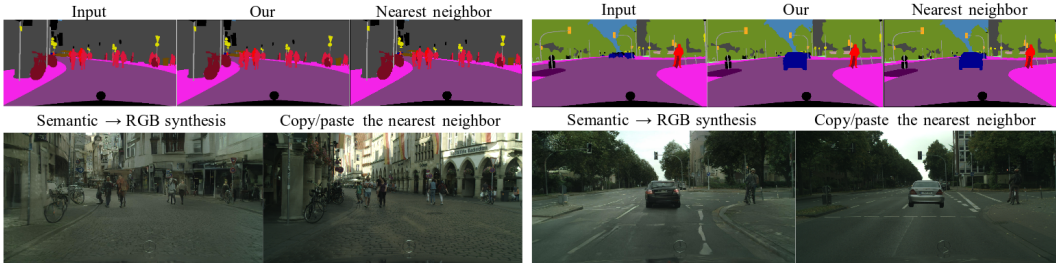 Input Our Nearest neighbor
Semantic → RGB synthesis Copy/paste the nearest neighbor
Input Our Nearest neighbor
Semantic → RGB synthesis Copy/paste the nearest neighbor